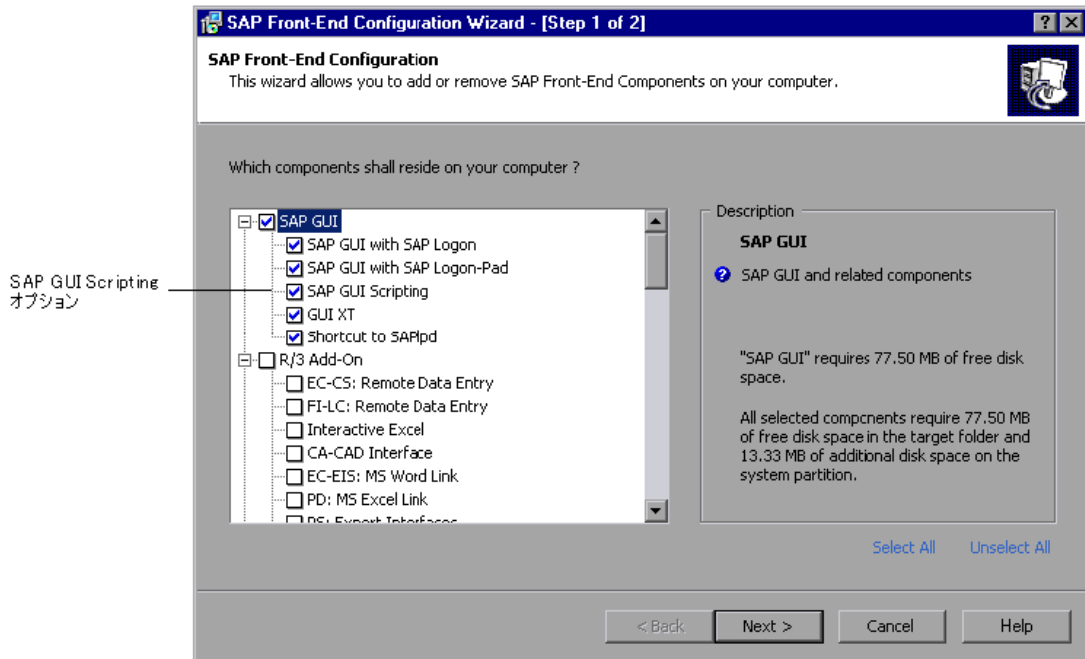 SAP Front-End Configuration Wizard - [Step 1 of 2]
SAP Front-End Configuration
This wizard allows you to add or remove SAP Front-End Components on your computer.
Which components shall reside on your computer ?
SAP GUI
SAP GUI with SAP Logon
SAP GUI with SAP Logon-Pad
SAP GUI Scripting
GUI XT
Shortcut to SAPlpd
R/3 Add-On
EC-CS: Remote Data Entry
FI-LC: Remote Data Entry
Interactive Excel
CA-CAD Interface
EC-EIS: MS Word Link
PD: MS Excel Link
PS: Export Interfaces
SAP GUI Scripting
オプション
Description
SAP GUI
SAP GUI and related components
"SAP GUI" requires 77.50 MB of free disk
space.
All selected compcnents require 77.50 MB
of free disk space in the target folder and
13.33 MB of additional disk space on the
system partition.
Select All
Unselect All
< Back
Next >
Cancel
Help